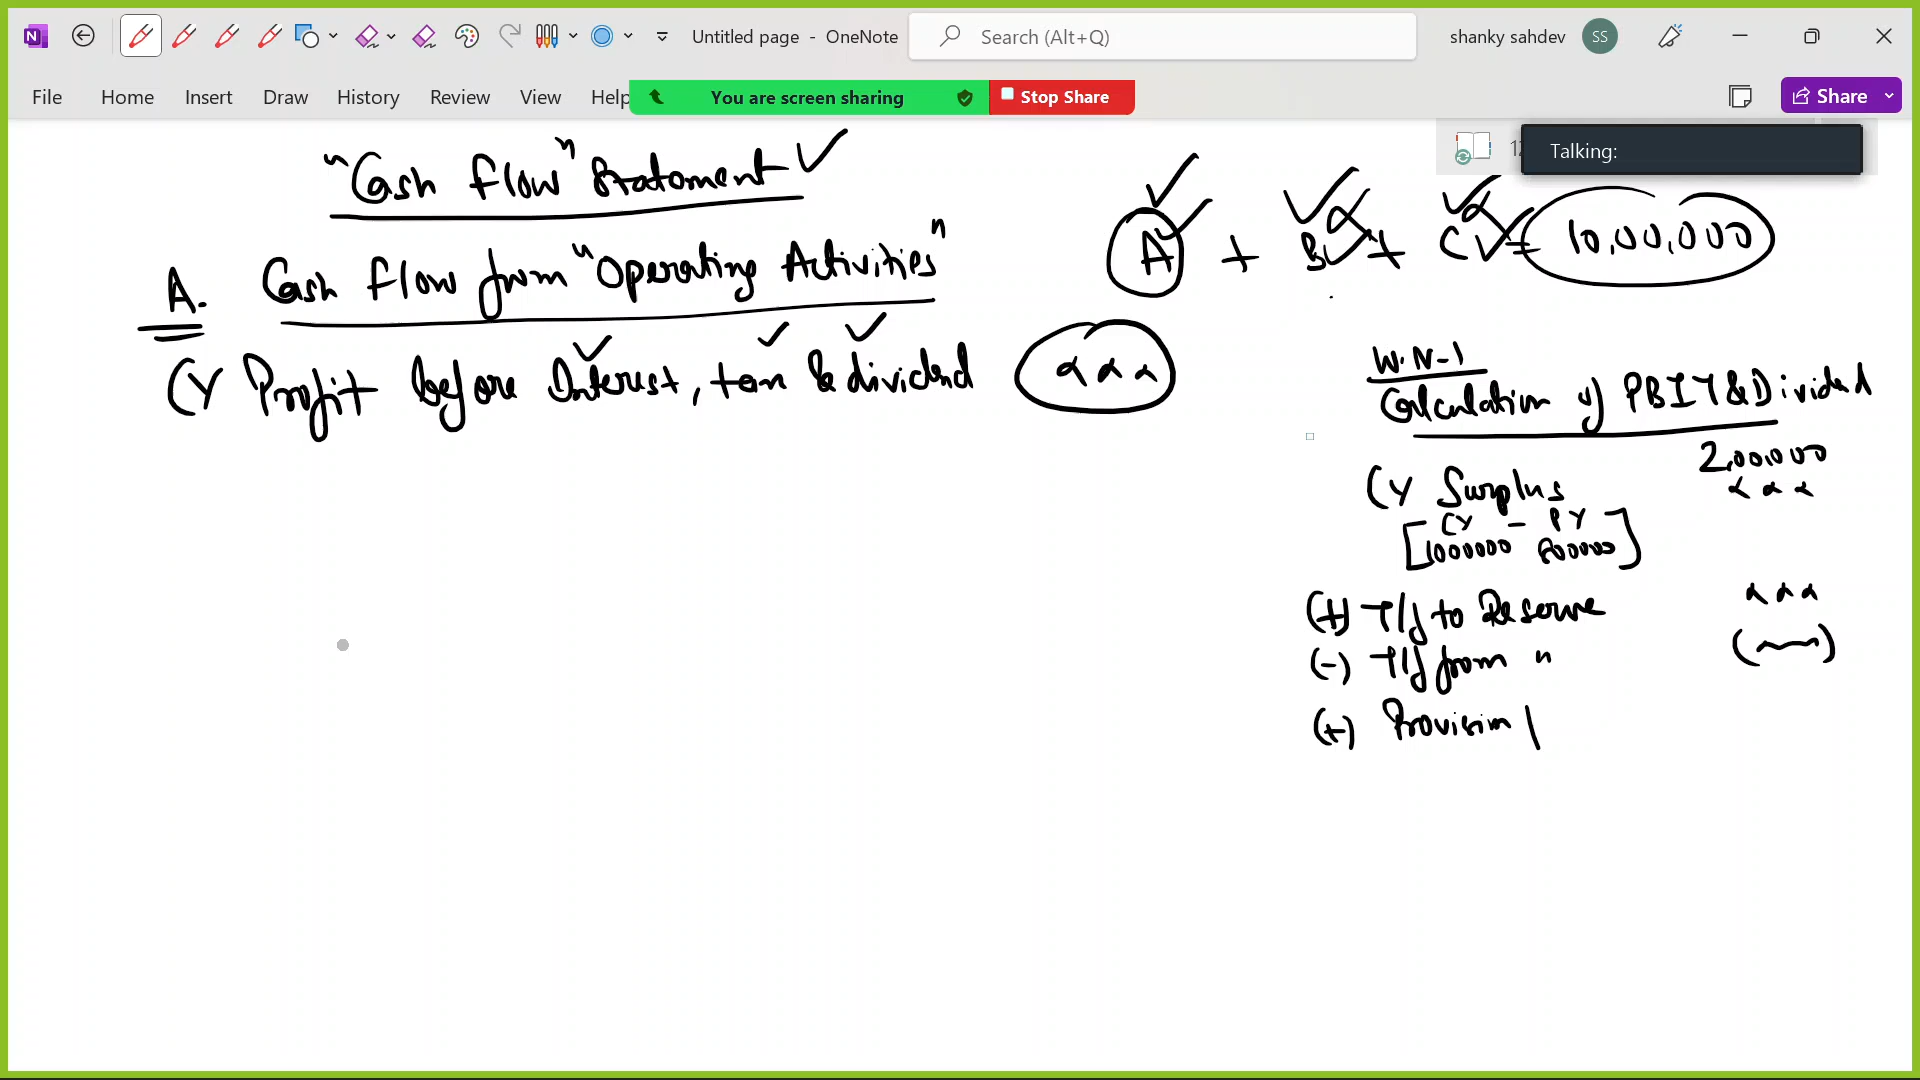 Untitled page - OneNote
Search (Alt+Q)
shanky sahdev
SS
File Home Insert Draw History Review View Help
You are screen sharing
Stop Share
Share
Talking:
"Cash flow" Statement
A + B + C = 10,00,000
A. Cash flow from "Operating Activities"
CY Profit before Interest, tax & dividend
W.N-1
Calculation of PBIT & Dividend
2,00,000
CY Surplus x x x
CY - PY
[1000000 800000]
(+) T/f to Reserve x x x
(-) T/f from "
(+) Provision